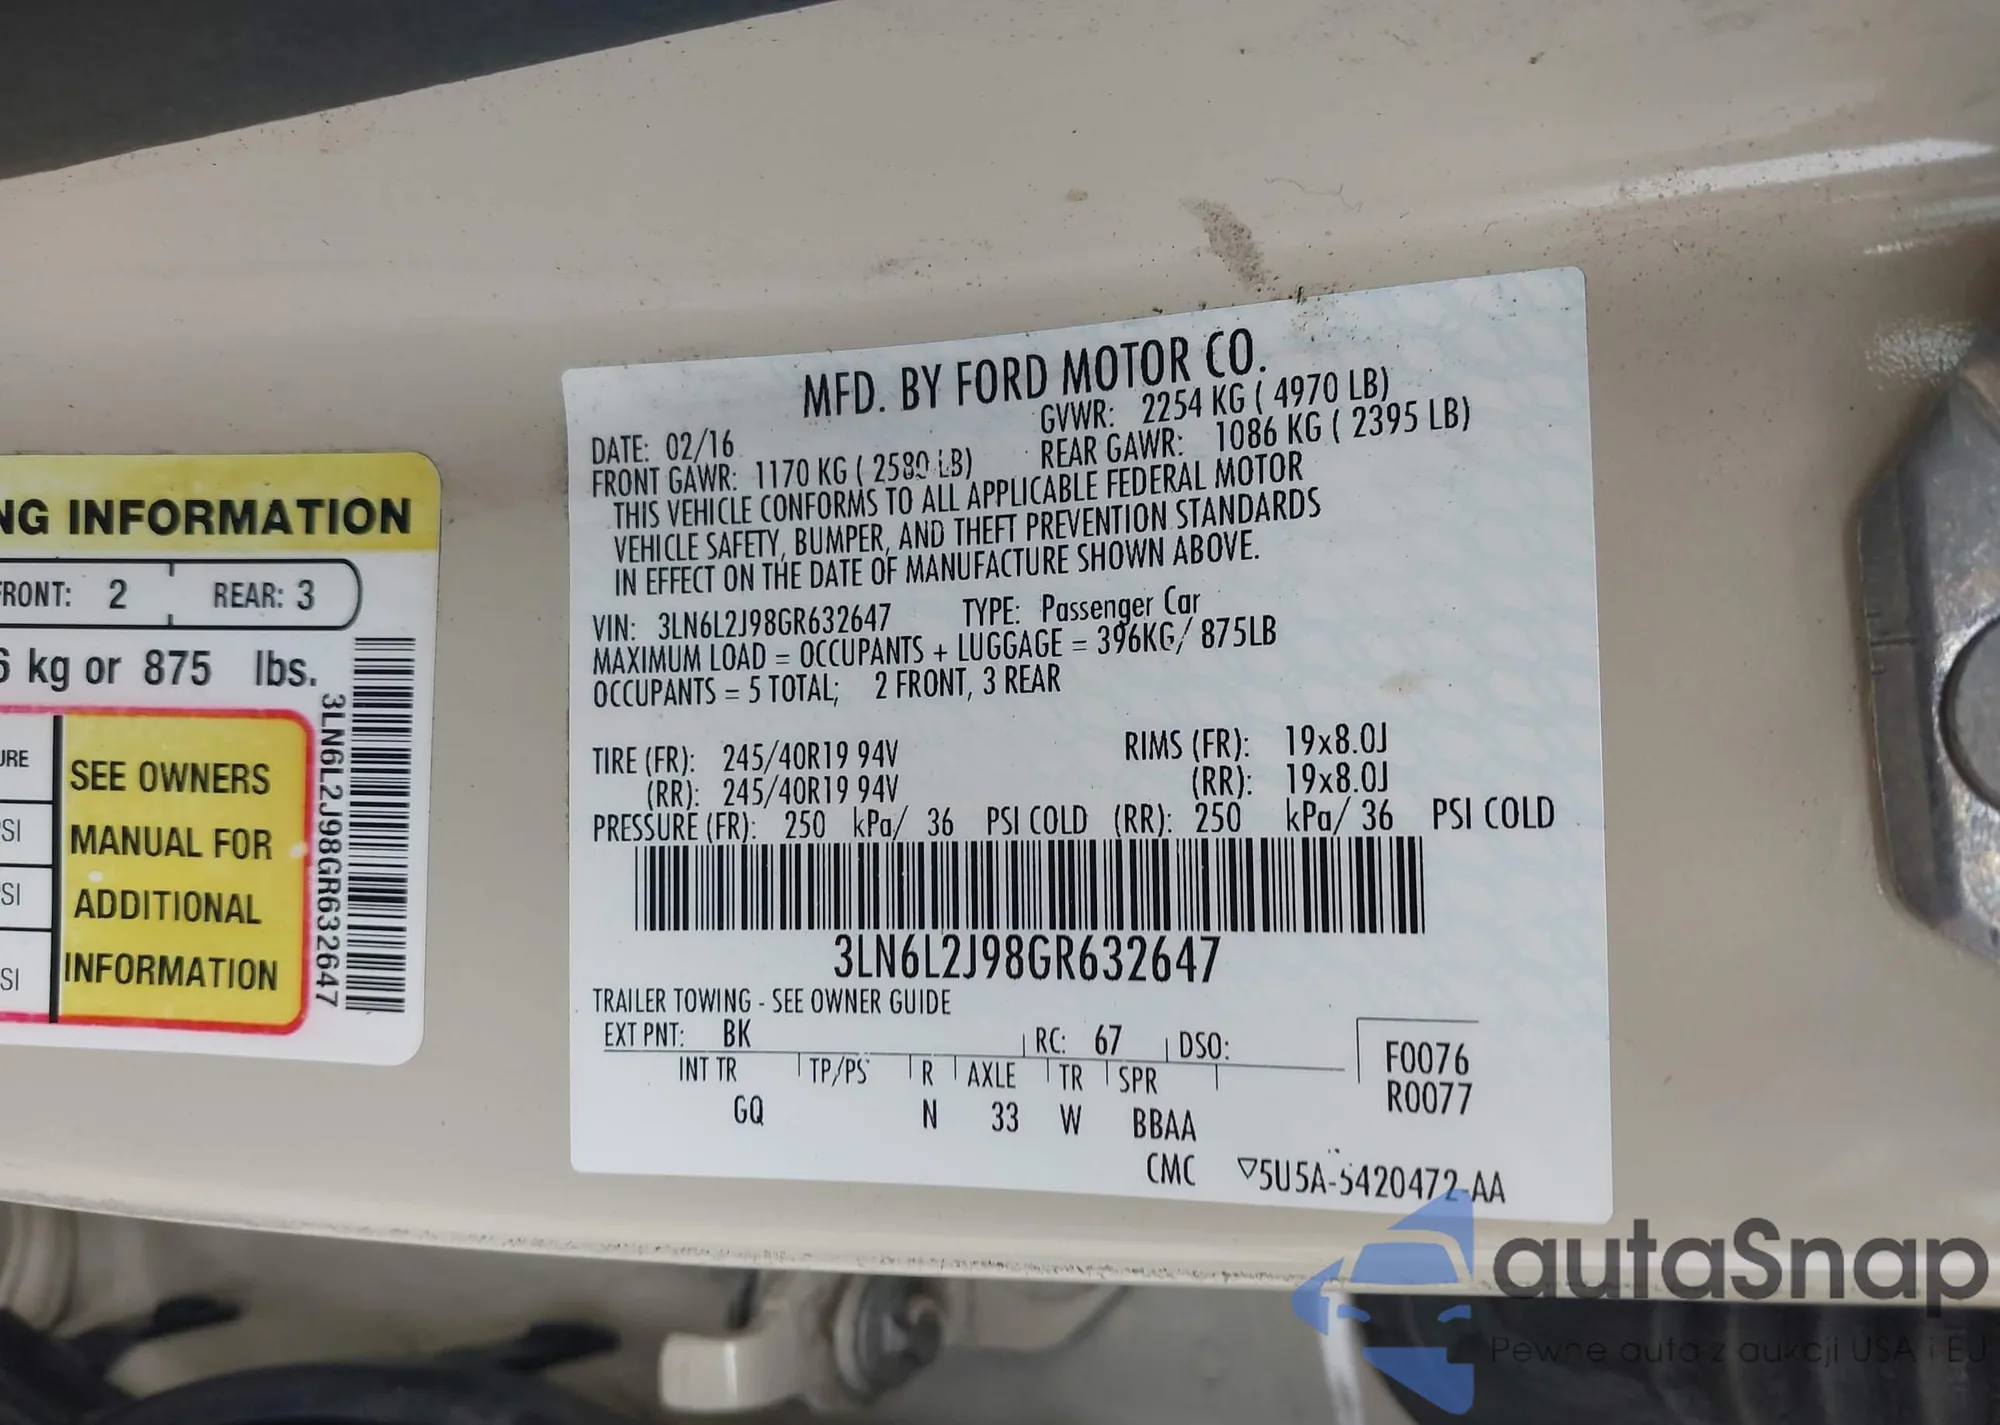 NG INFORMATION
FRONT: 2 REAR: 3
6 kg or 875 lbs.
URE
SEE OWNERS
MANUAL FOR
ADDITIONAL
INFORMATION
PSI
PSI
PSI
3LN6L2J98GR632647
MFD. BY FORD MOTOR CO.
DATE: 02/16 GVWR: 2254 KG ( 4970 LB)
FRONT GAWR: 1170 KG ( 2580 LB) REAR GAWR: 1086 KG ( 2395 LB)
THIS VEHICLE CONFORMS TO ALL APPLICABLE FEDERAL MOTOR
VEHICLE SAFETY, BUMPER, AND THEFT PREVENTION STANDARDS
IN EFFECT ON THE DATE OF MANUFACTURE SHOWN ABOVE.
VIN: 3LN6L2J98GR632647 TYPE: Passenger Car
MAXIMUM LOAD = OCCUPANTS + LUGGAGE = 396KG/ 875LB
OCCUPANTS = 5 TOTAL; 2 FRONT, 3 REAR
TIRE (FR): 245/40R19 94V RIMS (FR): 19x8.0J
(RR): 245/40R19 94V (RR): 19x8.0J
PRESSURE (FR): 250 kPa/ 36 PSI COLD (RR): 250 kPa/ 36 PSI COLD
3LN6L2J98GR632647
TRAILER TOWING - SEE OWNER GUIDE
EXT PNT: BK RC: 67 DSO:
INT TR TP/PS R AXLE TR SPR
GQ N 33 W BBAA
F0076
R0077
CMC ▽5U5A-5420472-AA
autaSnap
Pewne auta z aukcji USA i EU